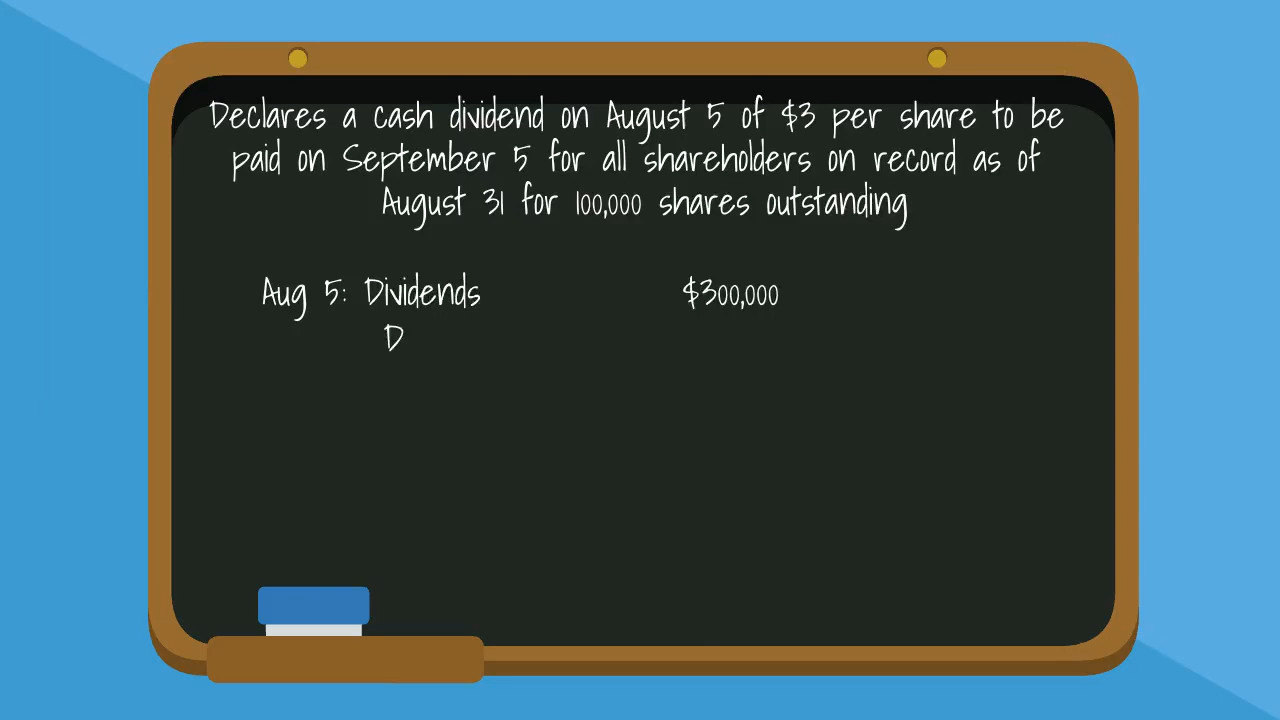 Declares a cash dividend on August 5 of $3 per share to be
paid on September 5 for all shareholders on record as of
August 31 for 100,000 shares outstanding
Aug 5: Dividends $300,000
D